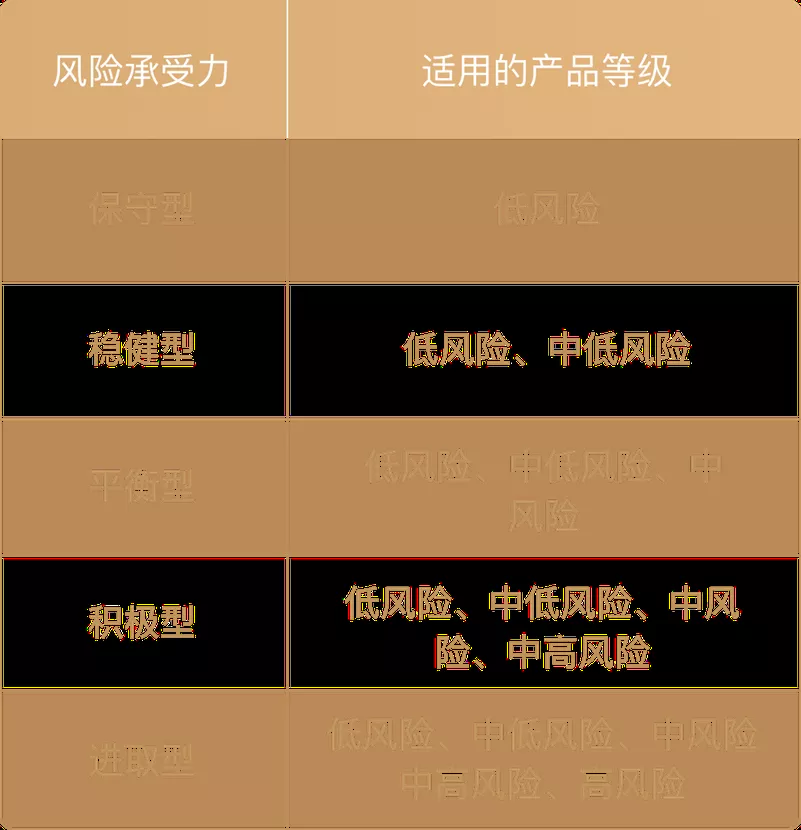 风险承受力
适用的产品等级
保守型
低风险
稳健型
低风险、中低风险
平衡型
低风险、中低风险、中
风险
积极型
低风险、中低风险、中风
险、中高风险
进取型
低风险、中低风险、中风险
中高风险、高风险